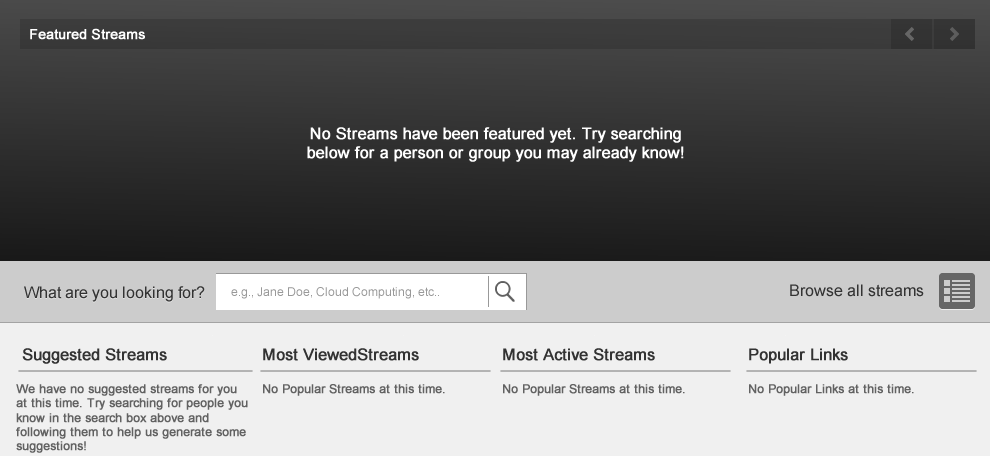 Featured Streams
No Streams have been featured yet. Try searching
below for a person or group you may already know!
What are you looking for?
e.g., Jane Doe, Cloud Computing, etc..
Browse all streams
Suggested Streams
We have no suggested streams for you
at this time. Try searching for people you
know in the search box above and
following them to help us generate some
suggestions!
Most ViewedStreams
No Popular Streams at this time.
Most Active Streams
No Popular Streams at this time.
Popular Links
No Popular Links at this time.